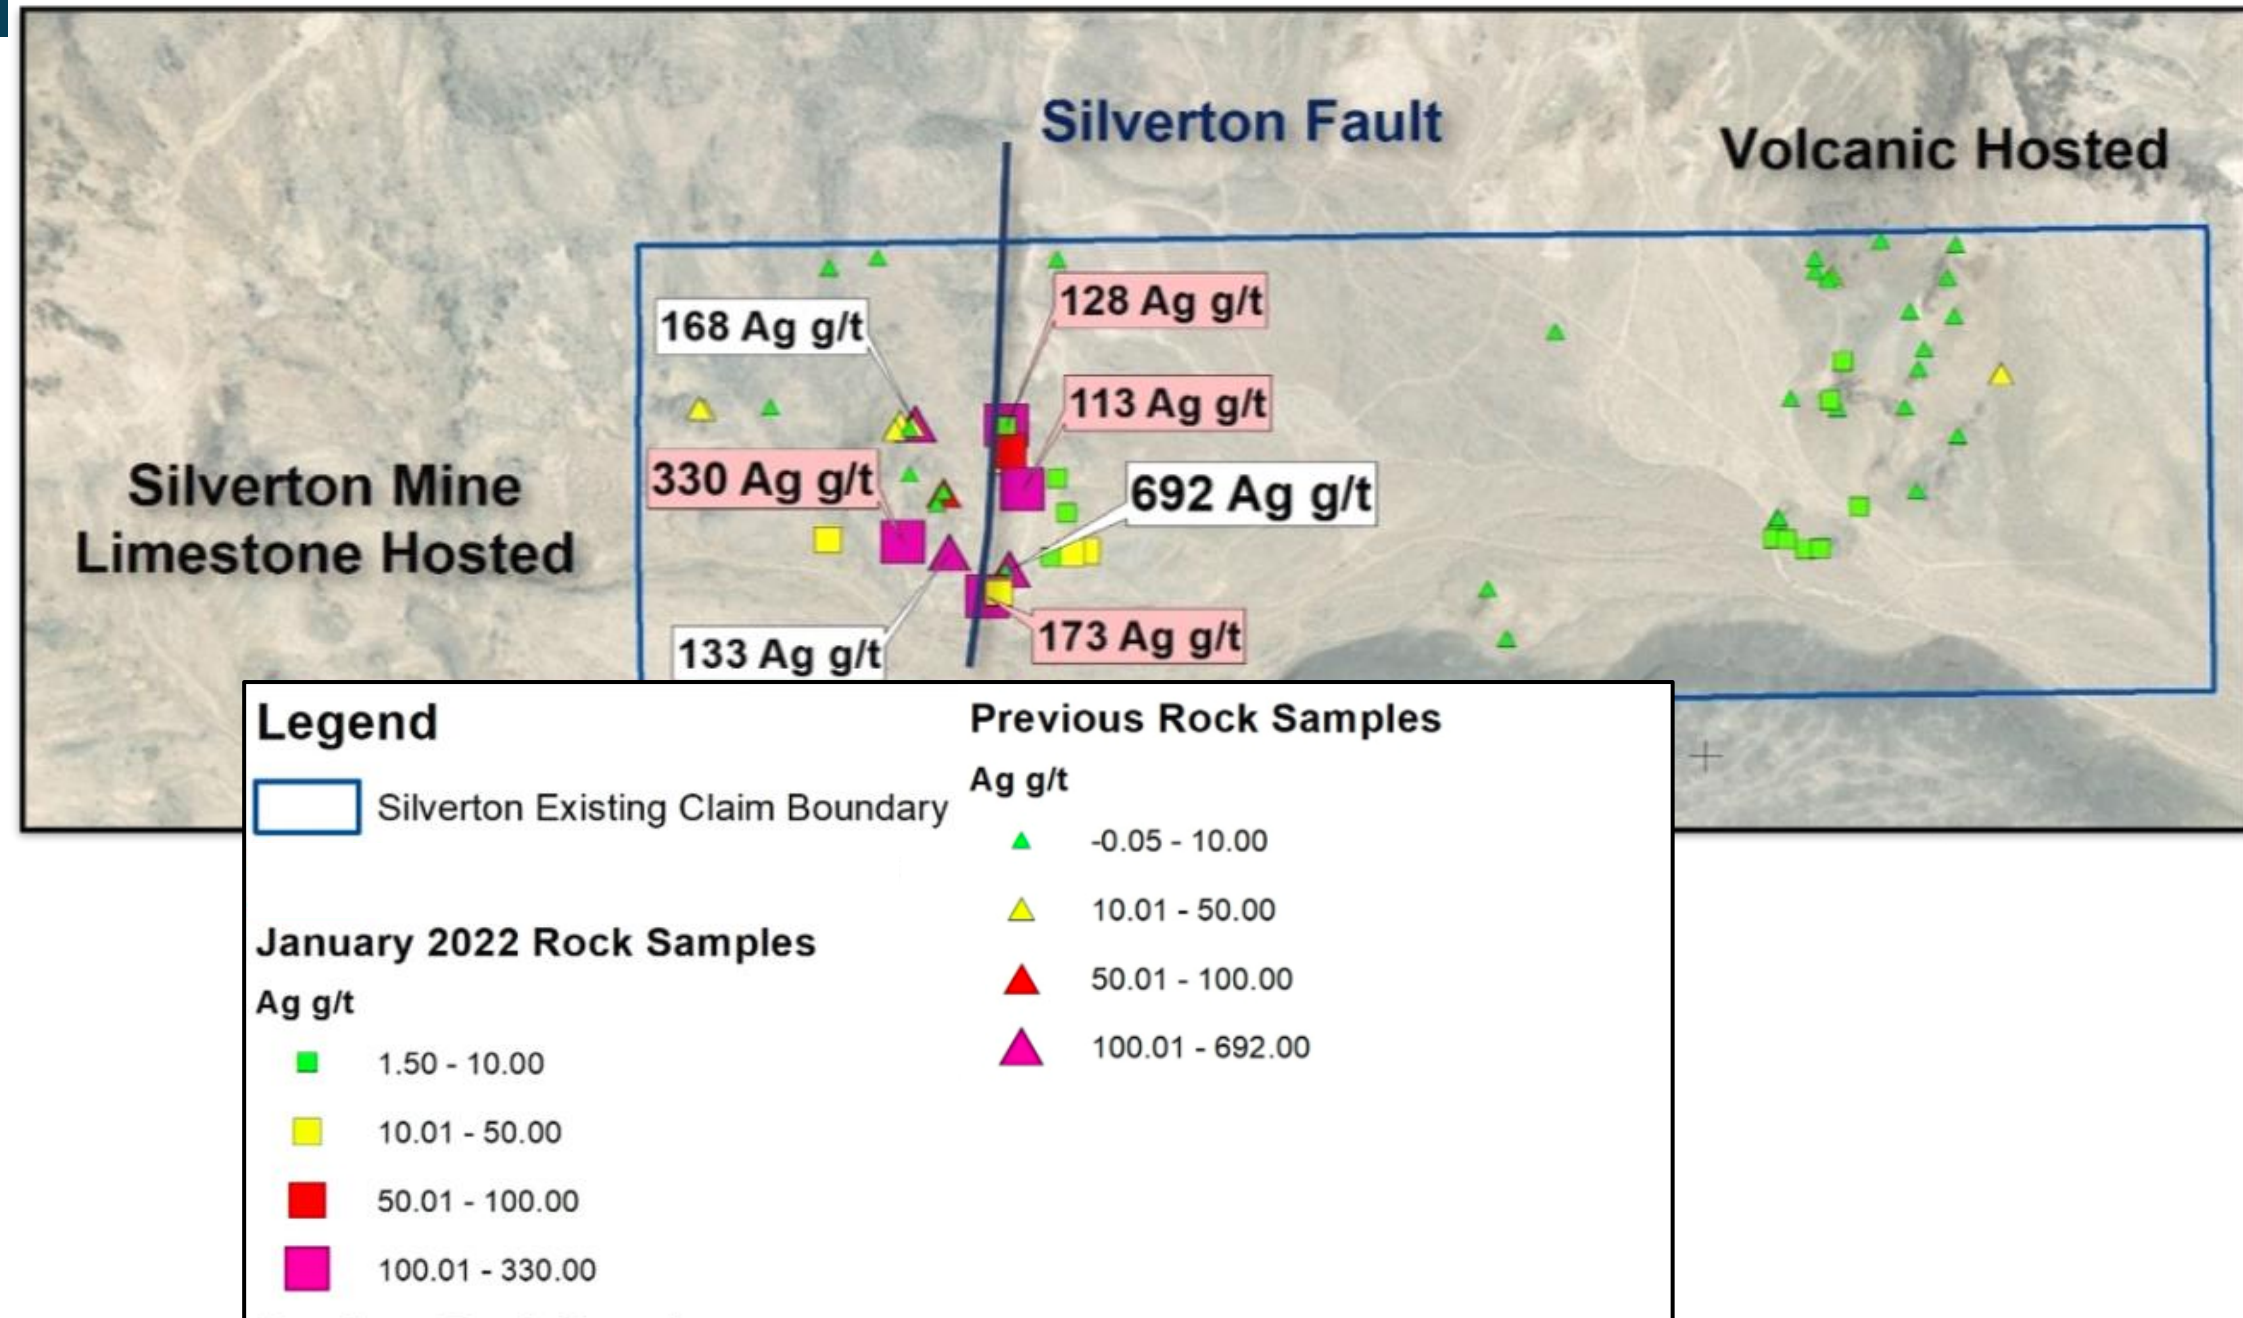 Silverton Fault
Volcanic Hosted
128 Ag g/t
168 Ag g/t
113 Ag g/t
330 Ag g/t
692 Ag g/t
Silverton Mine
Limestone Hosted
173 Ag g/t
133 Ag g/t
Legend
Silverton Existing Claim Boundary
January 2022 Rock Samples
Ag g/t
1.50 - 10.00
10.01 - 50.00
50.01 - 100.00
100.01 - 330.00
Previous Rock Samples
Ag g/t
-0.05 - 10.00
10.01 - 50.00
50.01 - 100.00
100.01 - 692.00